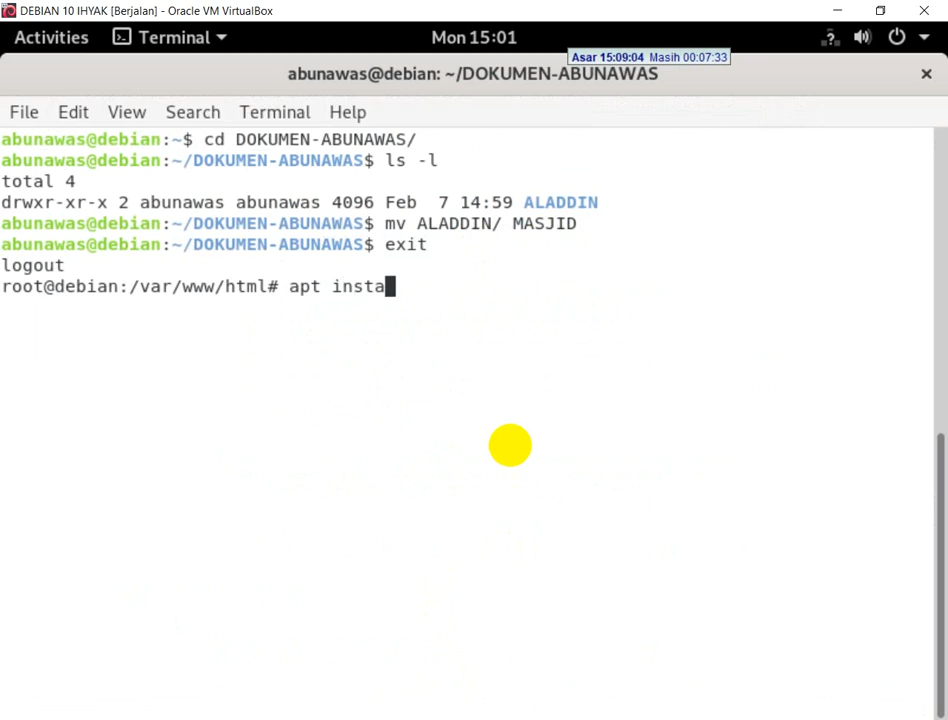 DEBIAN 10 IHYAK [Berjalan] - Oracle VM VirtualBox
Activities Terminal Mon 15:01
Asar 15:09:04 Masih 00:07:33
abunawas@debian: ~/DOKUMEN-ABUNAWAS
File Edit View Search Terminal Help
abunawas@debian:~$ cd DOKUMEN-ABUNAWAS/
abunawas@debian:~/DOKUMEN-ABUNAWAS$ ls -l
total 4
drwxr-xr-x 2 abunawas abunawas 4096 Feb  7 14:59 ALADDIN
abunawas@debian:~/DOKUMEN-ABUNAWAS$ mv ALADDIN/ MASJID
abunawas@debian:~/DOKUMEN-ABUNAWAS$ exit
logout
root@debian:/var/www/html# apt insta